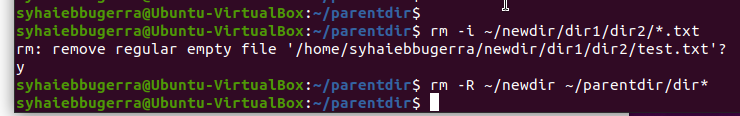 syhaiebbugerra@Ubuntu-VirtualBox:~/parentdir$
syhaiebbugerra@Ubuntu-VirtualBox:~/parentdir$ rm -i ~/newdir/dir1/dir2/*.txt
rm: remove regular empty file '/home/syhaiebbugerra/newdir/dir1/dir2/test.txt'?
y
syhaiebbugerra@Ubuntu-VirtualBox:~/parentdir$ rm -R ~/newdir ~/parentdir/dir*
syhaiebbugerra@Ubuntu-VirtualBox:~/parentdir$